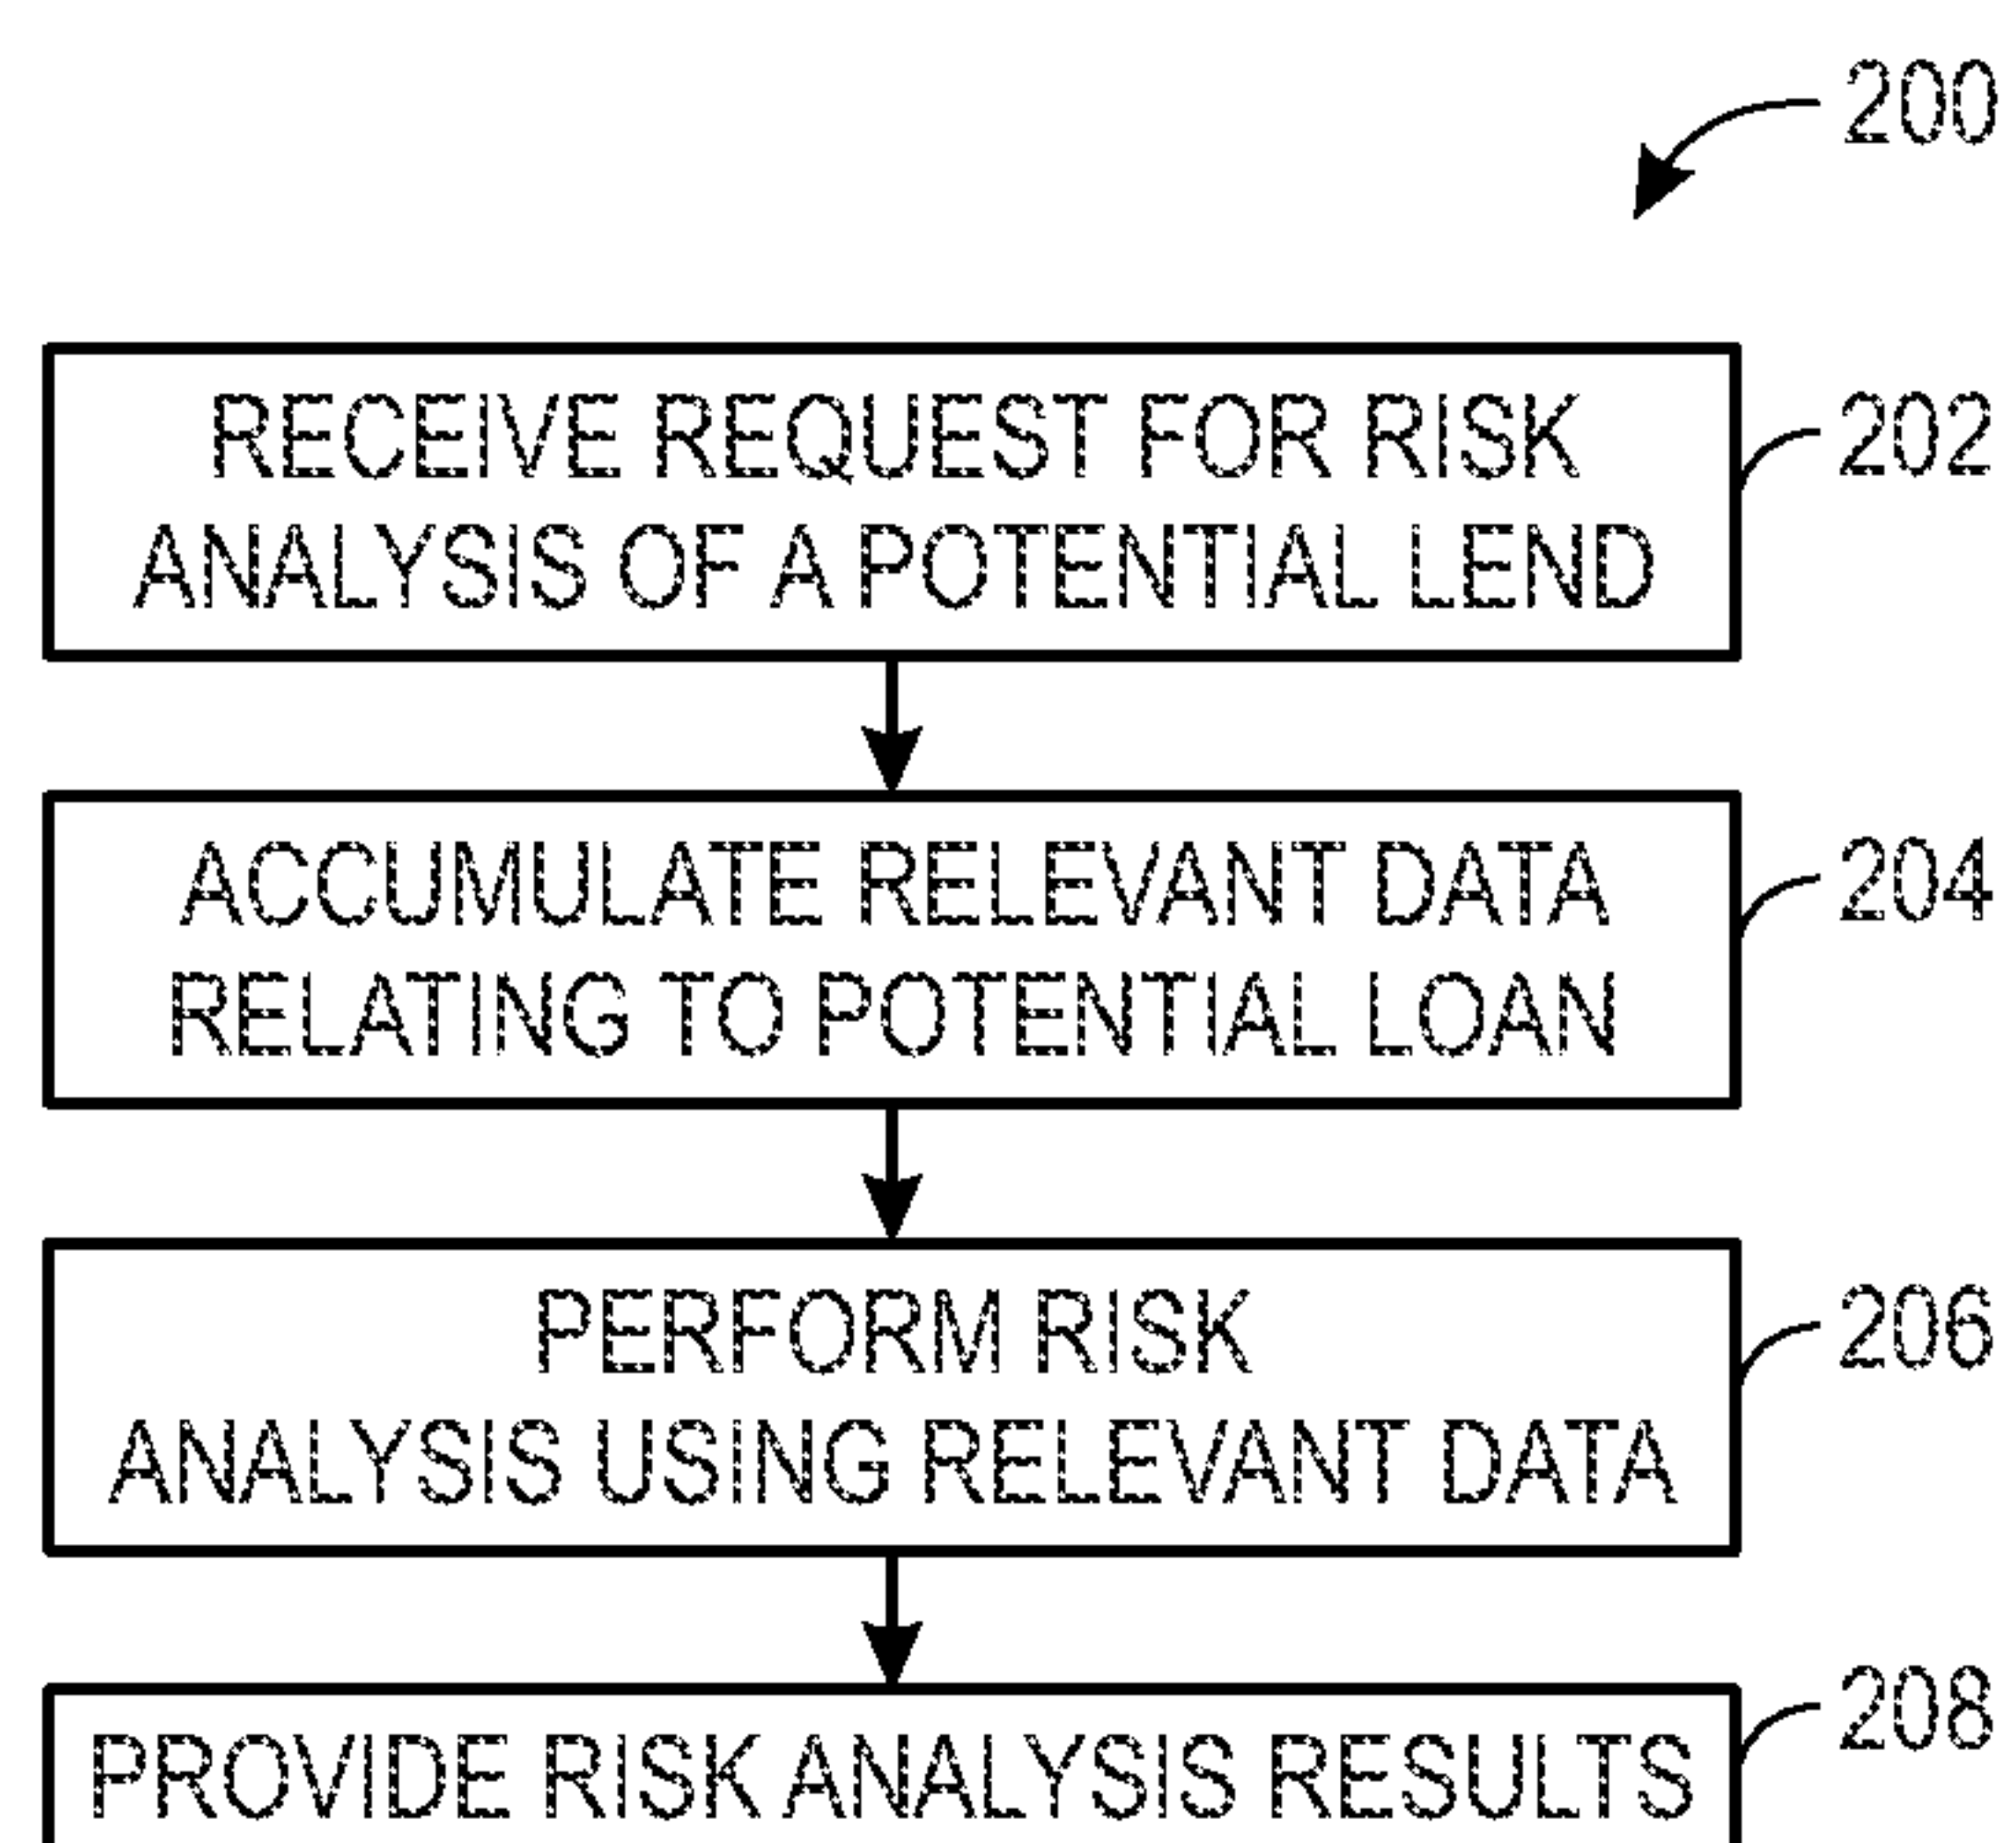 200
RECEIVE REQUEST FOR RISK
ANALYSIS OF A POTENTIAL LEND
202
ACCUMULATE RELEVANT DATA
RELATING TO POTENTIAL LOAN
204
PERFORM RISK
ANALYSIS USING RELEVANT DATA
206
PROVIDE RISK ANALYSIS RESULTS
208